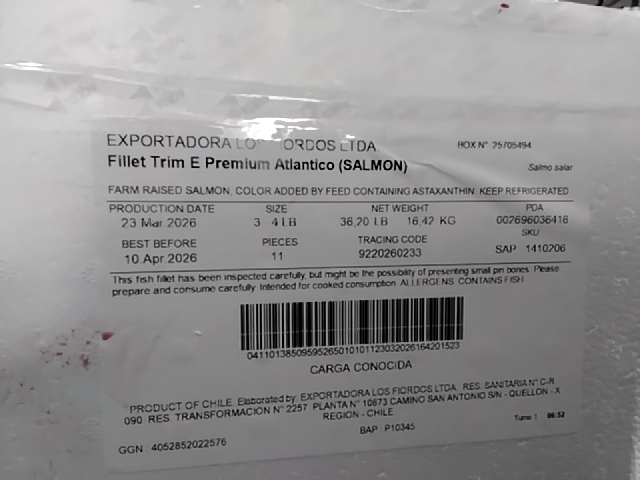 EXPORTADORA LOS FIORDOS LTDA.
BOX N° 25705494
Fillet Trim E Premium Atlantico (SALMON)
Salmo salar
FARM RAISED SALMON, COLOR ADDED BY FEED CONTAINING ASTAXANTHIN. KEEP REFRIGERATED
PRODUCTION DATE SIZE NET WEIGHT PDA
23 Mar 2026 3 4 LB 36,20 LB 16,42 KG 002696036416
SKU
BEST BEFORE PIECES TRACING CODE
10 Apr 2026 11 9220260233 SAP 1410206
This fish fillet has been inspected carefully, but might be the possibility of presenting small pin bones. Please
prepare and consume carefully. Intended for cooked consumption. ALLERGENS: CONTAINS FISH
CARGA CONOCIDA
PRODUCT OF CHILE. Elaborated by: EXPORTADORA LOS FIORDOS LTDA., RES. SANITARIA N° C-R.
090 RES. TRANSFORMACION N° 2257 PLANTA N° 10673 CAMINO SAN ANTONIO S/N - QUELLON - X
REGION - CHILE
Turno 1 06:52
BAP : P10345
GGN : 4052852022576